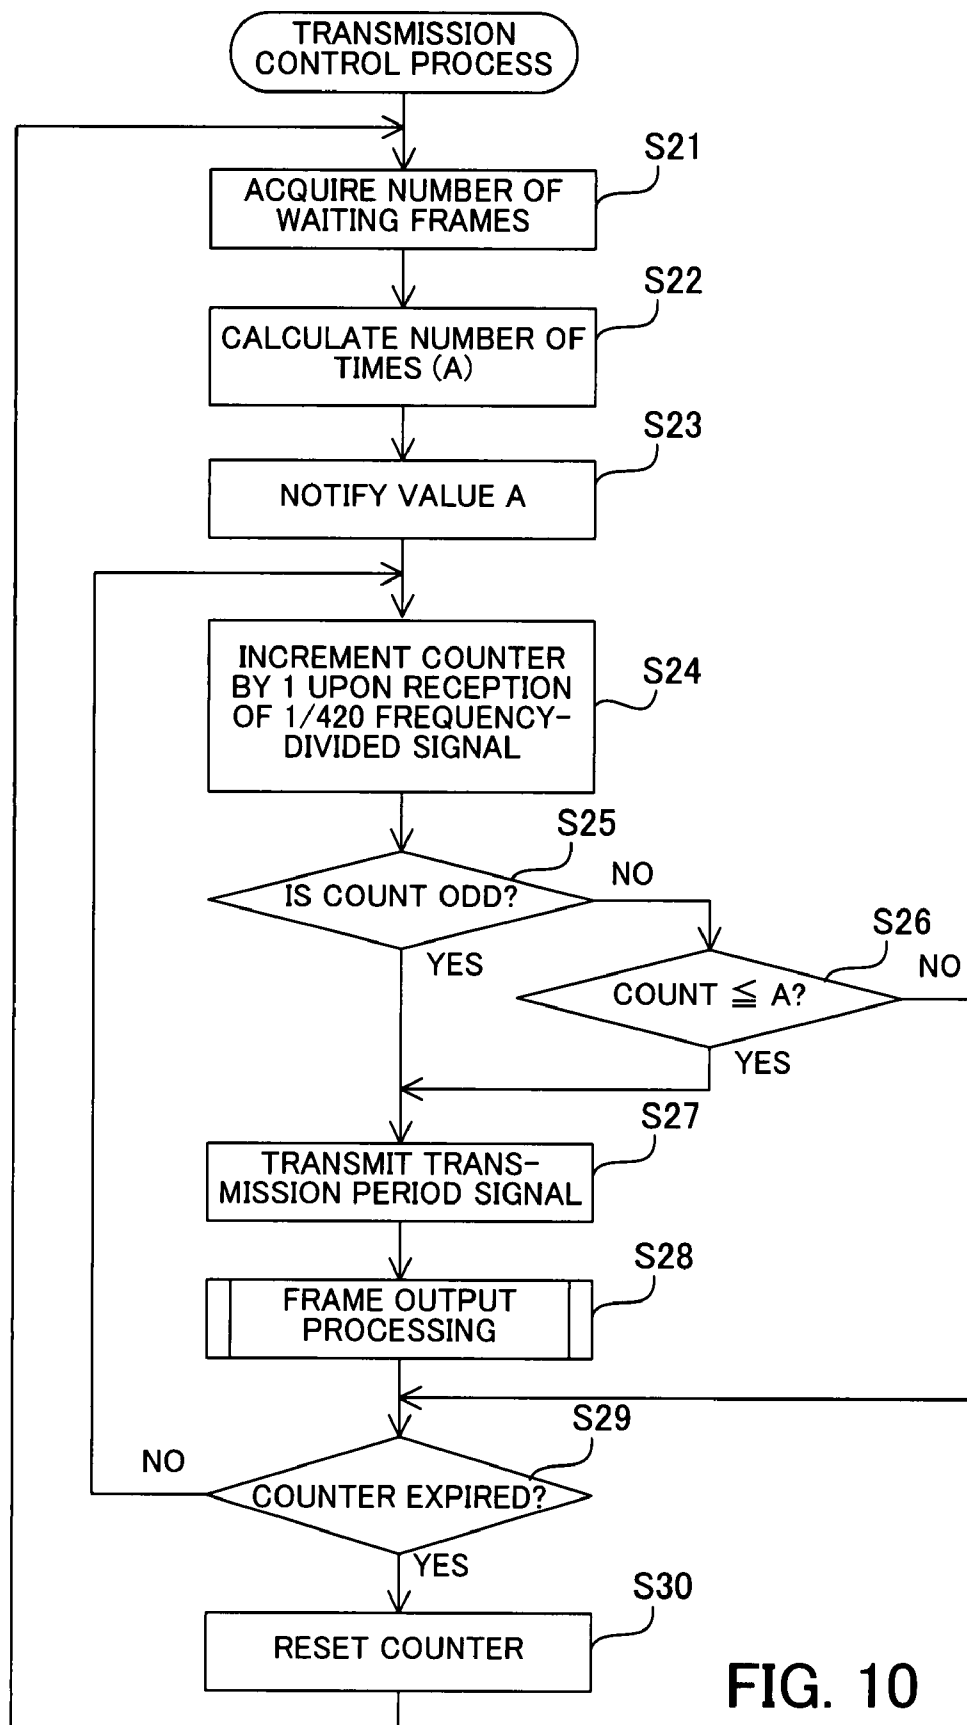 TRANSMISSION
CONTROL PROCESS
S21
ACQUIRE NUMBER OF
WAITING FRAMES
S22
CALCULATE NUMBER OF
TIMES (A)
S23
NOTIFY VALUE A
S24
INCREMENT COUNTER
BY 1 UPON RECEPTION
OF 1/420 FREQUENCY-
DIVIDED SIGNAL
S25
IS COUNT ODD?
NO
YES
S26
COUNT ≦ A?
NO
YES
S27
TRANSMIT TRANS-
MISSION PERIOD SIGNAL
S28
FRAME OUTPUT
PROCESSING
S29
COUNTER EXPIRED?
NO
YES
S30
RESET COUNTER
FIG. 10